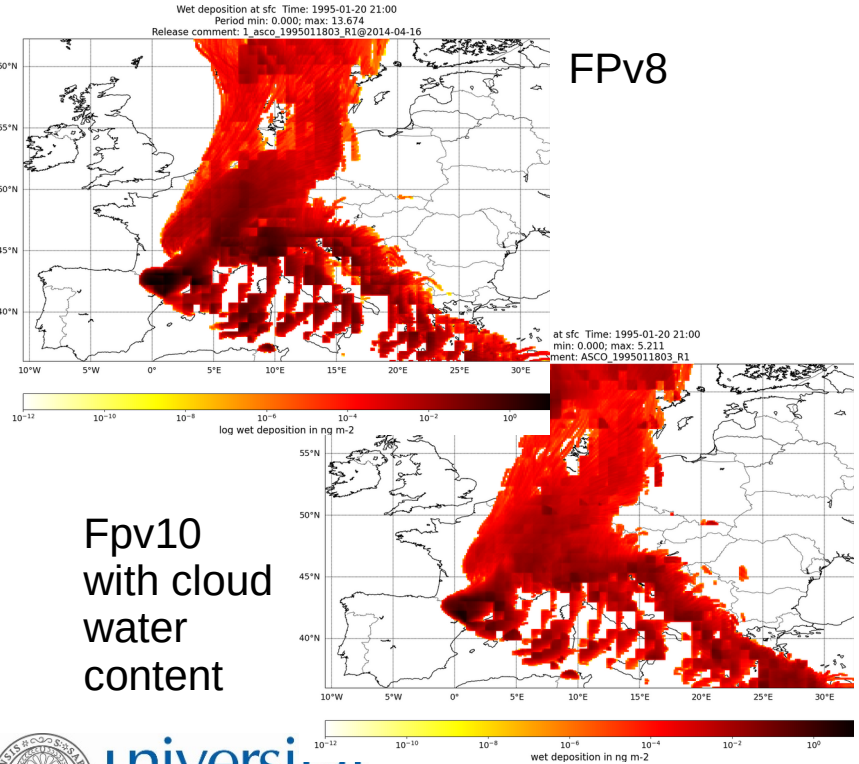 Wet deposition at sfc Time: 1995-01-20 21:00
Period min: 0.000; max: 13.674
Release comment: 1_asco_1995011803_R1@2014-04-16
FPv8
60°N
55°N
50°N
45°N
40°N
10°W 5°W 0° 5°E 10°E 15°E 20°E 25°E 30°E
10⁻¹² 10⁻¹⁰ 10⁻⁸ 10⁻⁶ 10⁻⁴ 10⁻² 10⁰
log wet deposition in ng m-2
at sfc Time: 1995-01-20 21:00
min: 0.000; max: 5.211
ment: ASCO_1995011803_R1
Fpv10
with cloud
water
content
55°N
50°N
45°N
40°N
10°W 5°W 0° 5°E 10°E 15°E 20°E 25°E 30°E
10⁻¹² 10⁻¹⁰ 10⁻⁸ 10⁻⁶ 10⁻⁴ 10⁻² 10⁰
wet deposition in ng m-2